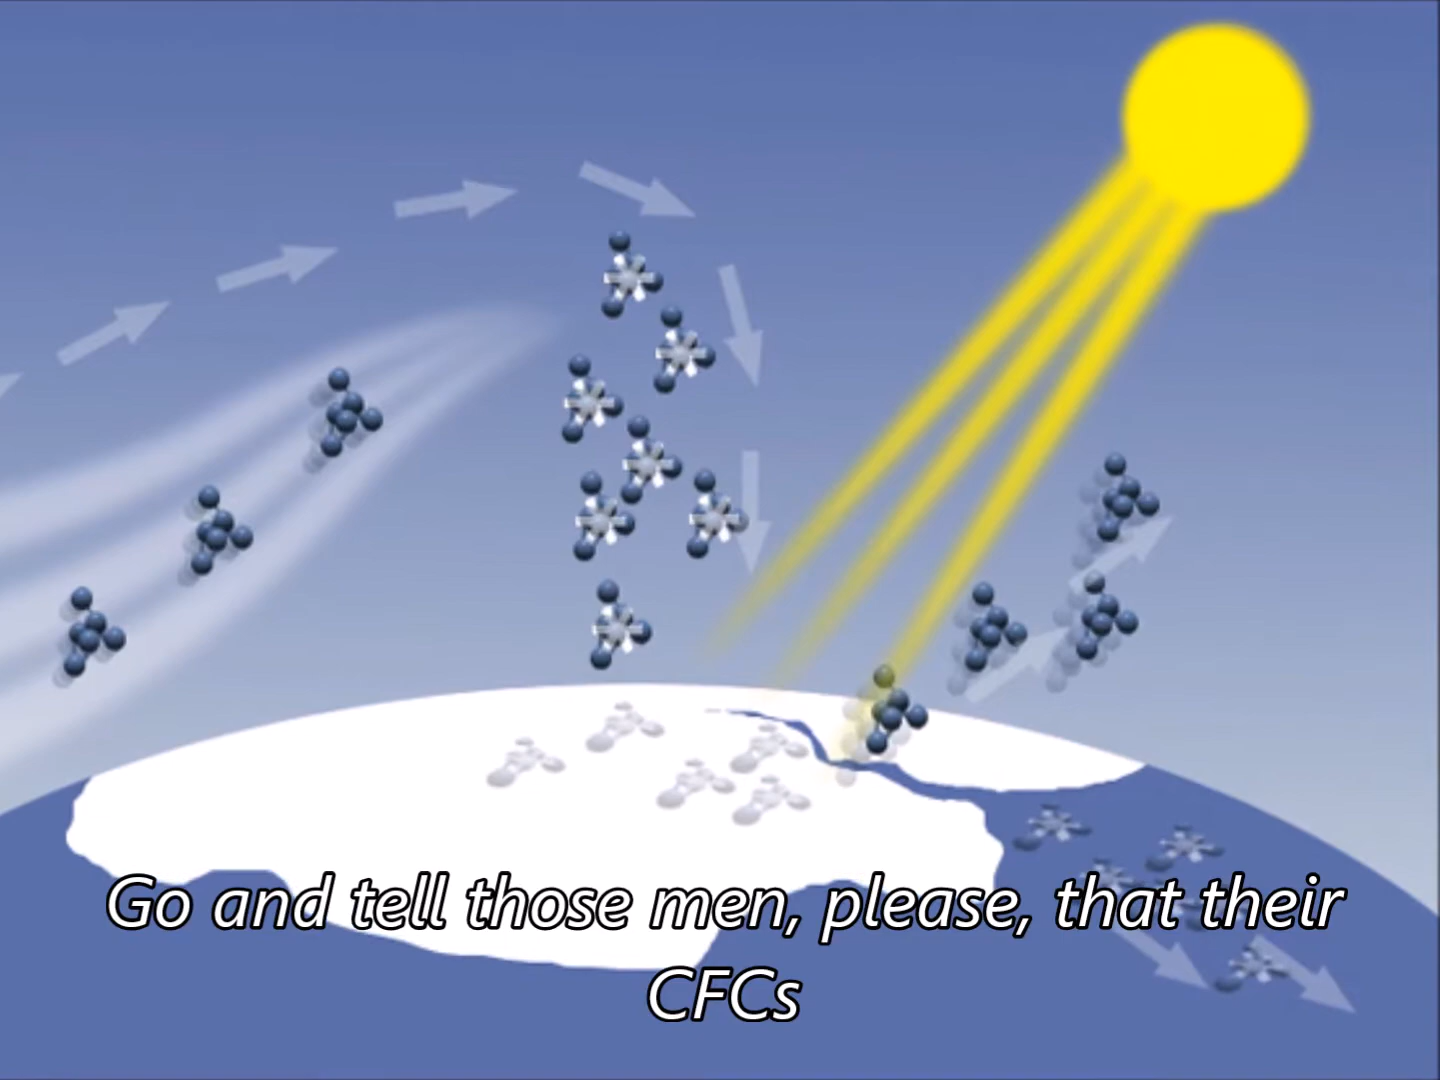 Go and tell those men, please, that their
CFCs